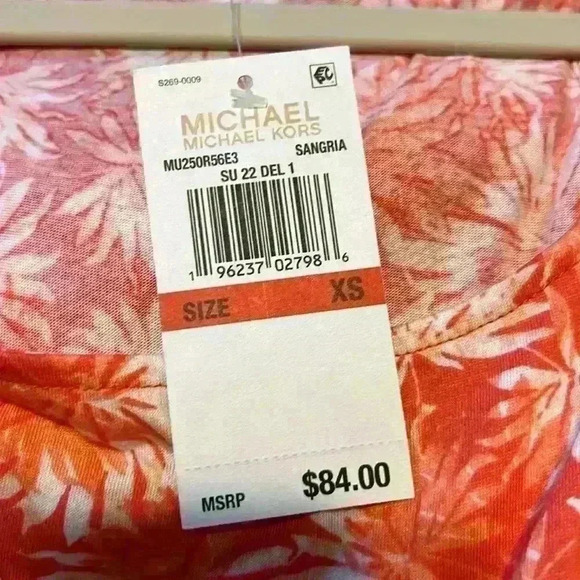 S269-0009
EC
MICHAEL
MICHAEL KORS
MU250R56E3 SANGRIA
SU 22 DEL 1
1 96237 02798 6
SIZE XS
MSRP $84.00